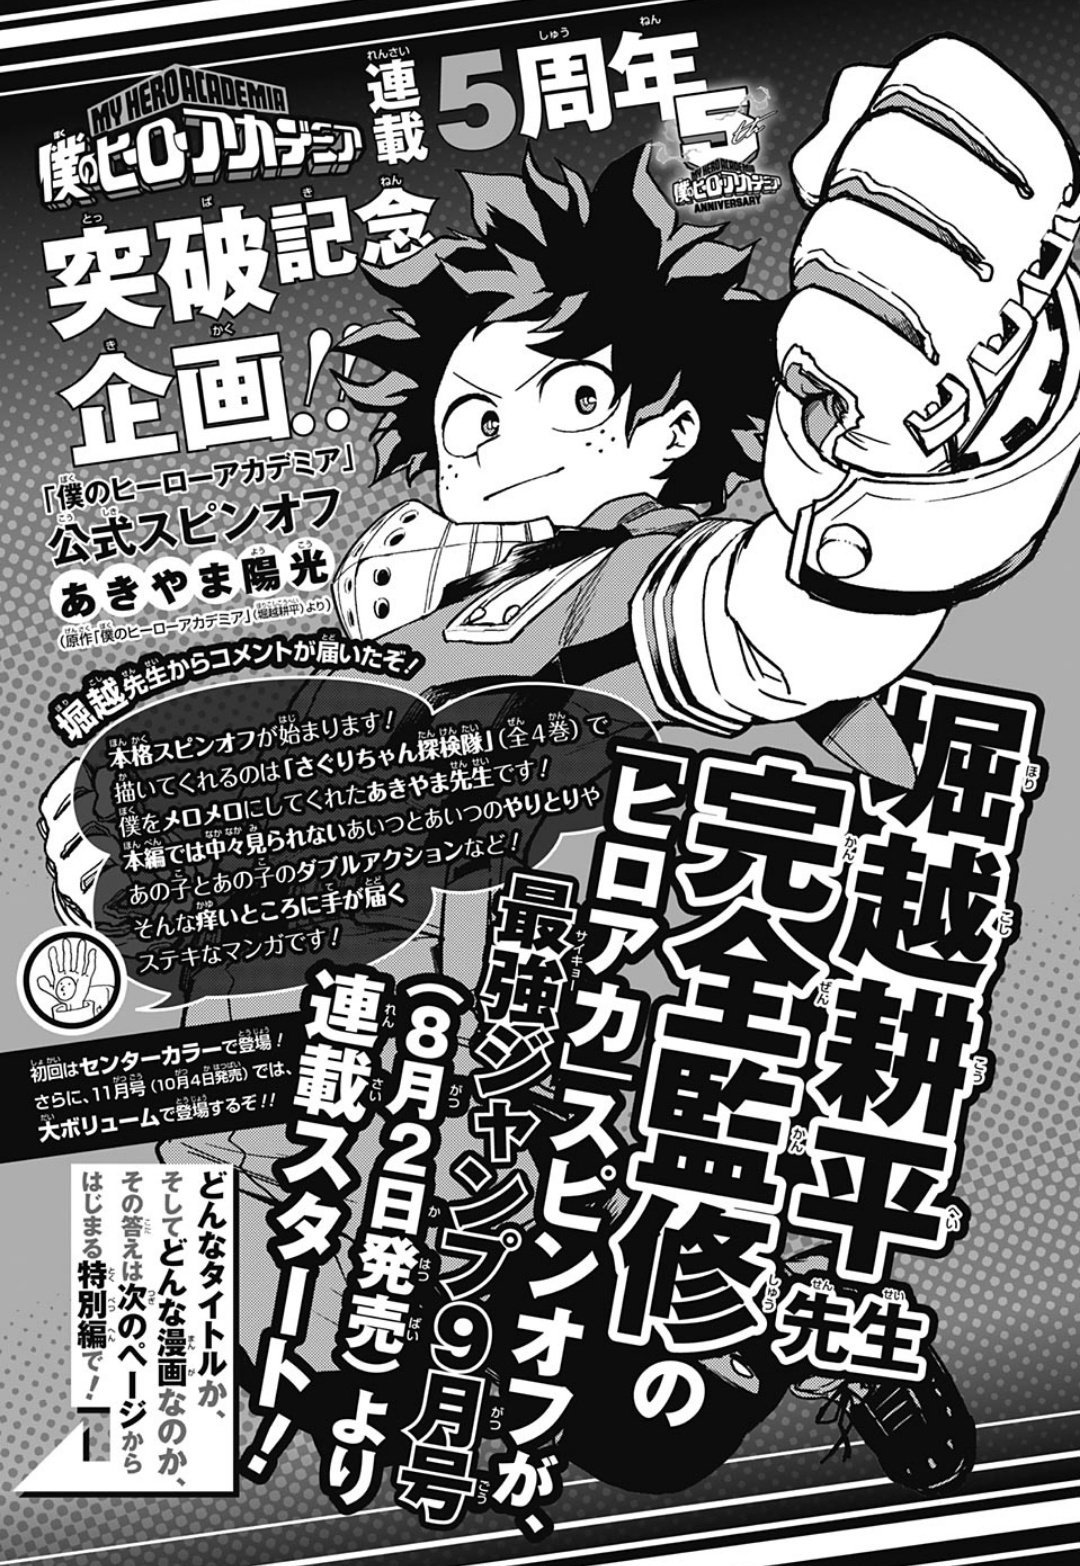 MY HERO ACADEMIA
僕のヒーローアカデミア
連載5周年
5
MY HERO ACADEMIA
僕のヒーローアカデミア
ANNIVERSARY
突破記念
企画!!
「僕のヒーローアカデミア」
公式スピンオフ
あきやま陽光
(原作「僕のヒーローアカデミア」(堀越耕平)より)
堀越先生からコメントが届いたぞ!
本格スピンオフが始まります!
描いてくれるのは「さぐりちゃん探検隊」(全4巻)で
僕をメロメロにしてくれたあきやま先生です!
本編では中々見られないあいつとあいつのやりとりや
あの子とあの子のダブルアクションなど!
そんな痒いところに手が届く
ステキなマンガです!
堀越耕平先生
完全監修の
「ヒロアカ」スピンオフが、
最強ジャンプ9月号
(8月2日発売)より
連載スタート!
初回はセンターカラーで登場!
さらに、11月号(10月4日発売)では、
大ボリュームで登場するぞ!!
どんなタイトルか、
そしてどんな漫画なのか、
その答えは次のページから
はじまる特別編で!